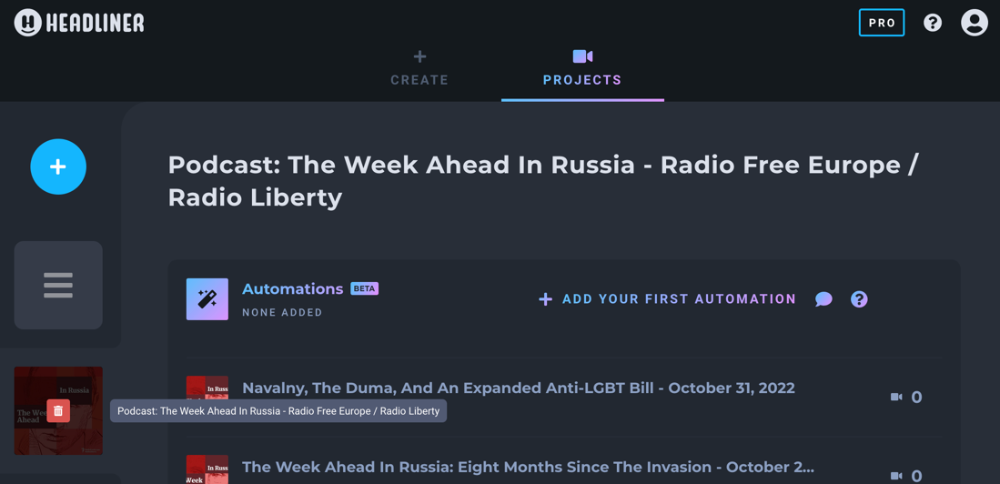 HEADLINER
PRO
CREATE
PROJECTS
Podcast: The Week Ahead In Russia - Radio Free Europe /
Radio Liberty
Automations BETA
NONE ADDED
ADD YOUR FIRST AUTOMATION
In Russia
The Week
Ahead
Podcast: The Week Ahead In Russia - Radio Free Europe / Radio Liberty
In Russ
Navalny, The Duma, And An Expanded Anti-LGBT Bill - October 31, 2022
0
In Russ
Week
The Week Ahead In Russia: Eight Months Since The Invasion - October 2...
0